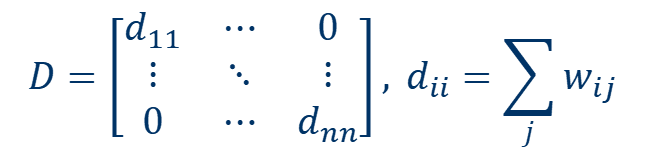 D = [ d₁₁ ⋯ 0
⋮ ⋱ ⋮
0 ⋯ dₙₙ ] , dᵢᵢ = ∑ⱼ wᵢⱼ